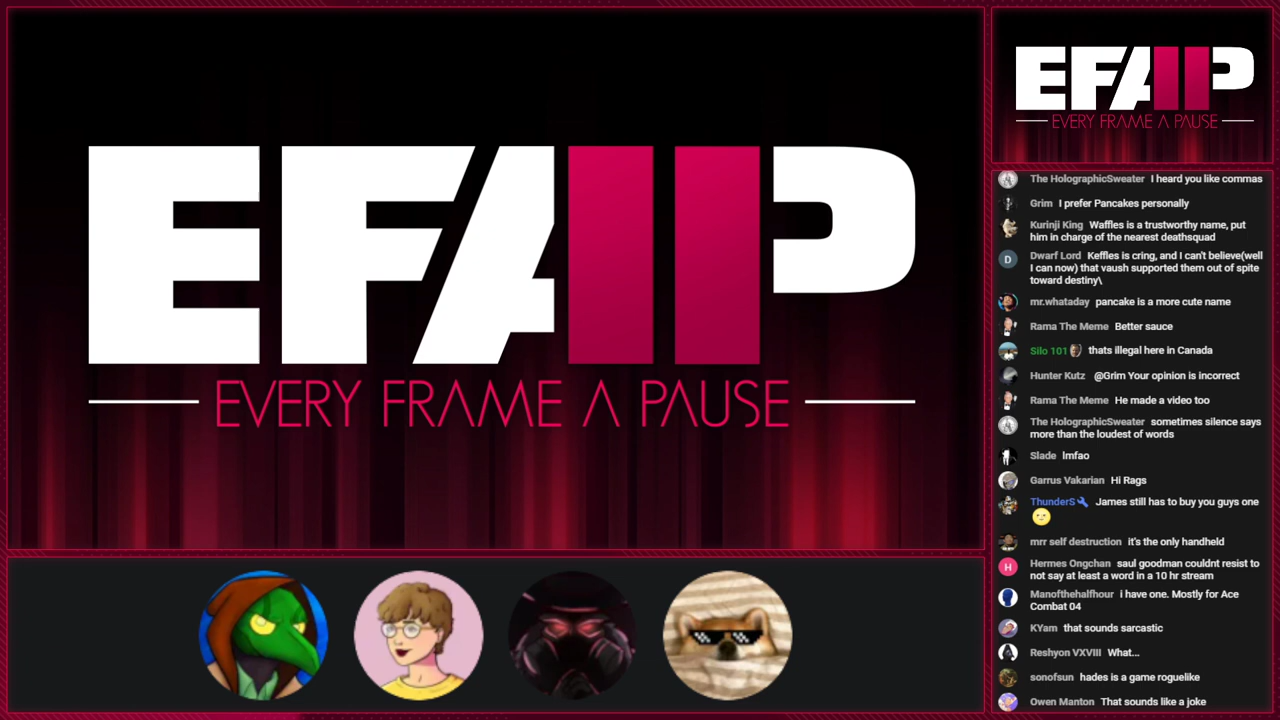 EFAP
EVERY FRAME A PAUSE
EFAP
EVERY FRAME A PAUSE
The HolographicSweater I heard you like commas
Grim I prefer Pancakes personally
Kurinji King Waffles is a trustworthy name, put
him in charge of the nearest deathsquad
D
Dwarf Lord Keffles is cring, and I can't believe(well
I can now) that vaush supported them out of spite
toward destiny\
mr.whataday pancake is a more cute name
Rama The Meme Better sauce
Silo 101 thats illegal here in Canada
Hunter Kutz @Grim Your opinion is incorrect
Rama The Meme He made a video too
The HolographicSweater sometimes silence says
more than the loudest of words
Slade lmfao
Garrus Vakarian Hi Rags
ThunderS James still has to buy you guys one
mrr self destruction it's the only handheld
H
Hermes Ongchan saul goodman couldnt resist to
not say at least a word in a 10 hr stream
Manofthehalfhour i have one. Mostly for Ace
Combat 04
KYam that sounds sarcastic
Reshyon VXVIII What...
sonofsun hades is a game roguelike
Owen Manton That sounds like a joke